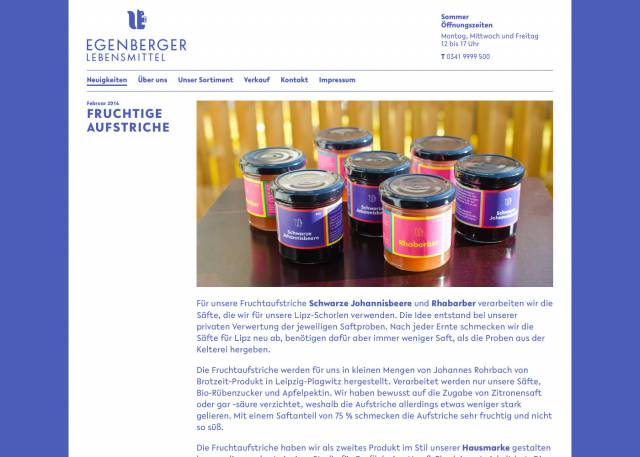 EGENBERGER
LEBENSMITTEL
Sommer
Öffnungszeiten
Montag, Mittwoch und Freitag
12 bis 17 Uhr
T 0341 9999 500
Neuigkeiten Über uns Unser Sortiment Verkauf Kontakt Impressum
Februar 2016
FRUCHTIGE
AUFSTRICHE
Schwarze
Johannisbeere
Rhabarber
Schwarze
Johannisbeere
Für unsere Fruchtaufstriche Schwarze Johannisbeere und Rhabarber verarbeiten wir die
Säfte, die wir für unsere Lipz-Schorlen verwenden. Die Idee entstand bei unserer
privaten Verwertung der jeweiligen Saftproben. Nach jeder Ernte schmecken wir die
Säfte für Lipz neu ab, benötigen dafür aber immer weniger Saft, als die Proben aus der
Kelterei hergeben.
Die Fruchtaufstriche werden für uns in kleinen Mengen von Johannes Rohrbach von
Brotzeit-Produkt in Leipzig-Plagwitz hergestellt. Verarbeitet werden nur unsere Säfte,
Bio-Rübenzucker und Apfelpektin. Wir haben bewusst auf die Zugabe von Zitronensaft
oder gar -säure verzichtet, weshalb die Aufstriche allerdings etwas weniger stark
gelieren. Mit einem Saftanteil von 75 % schmecken die Aufstriche sehr fruchtig und nicht
so süß.
Die Fruchtaufstriche haben wir als zweites Produkt im Stil unserer Hausmarke gestalten